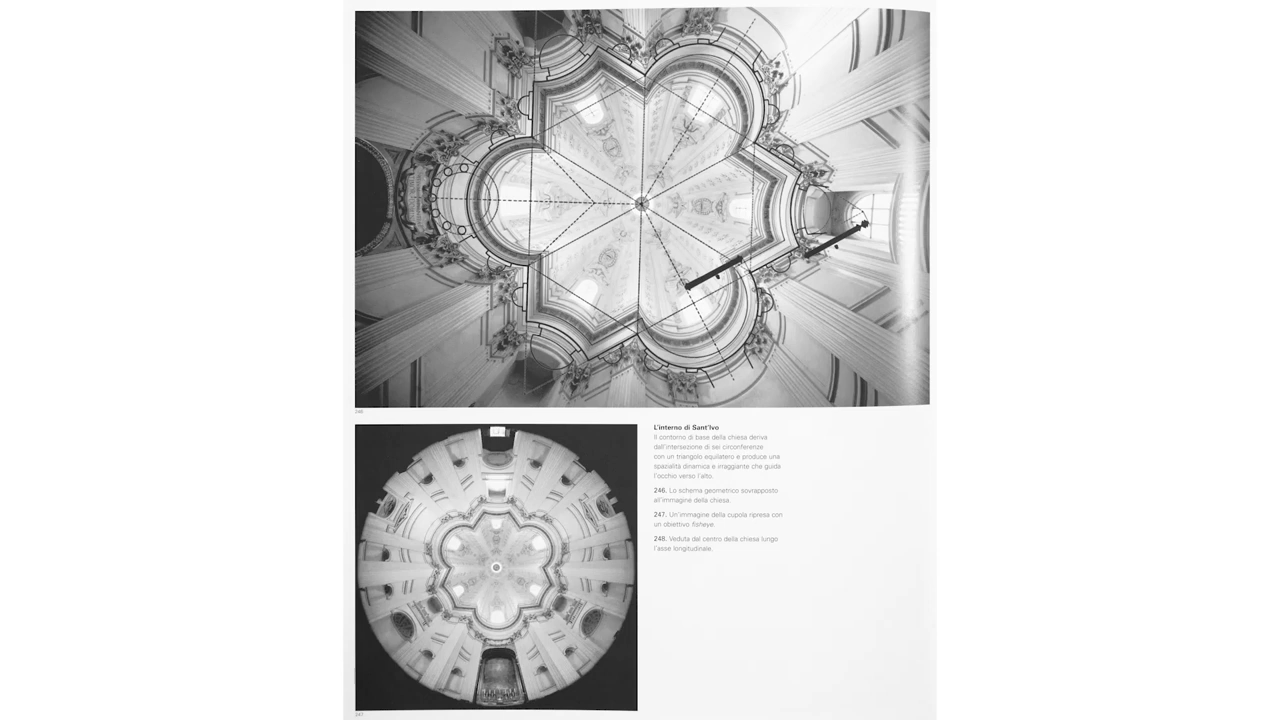 246
L'interno di Sant'Ivo
Il contorno di base della chiesa deriva
dall'intersezione di sei circonferenze
con un triangolo equilatero e produce una
spazialità dinamica e irraggiante che guida
l'occhio verso l'alto.
246. Lo schema geometrico sovrapposto
all'immagine della chiesa.
247. Un'immagine della cupola ripresa con
un obiettivo fisheye.
248. Veduta dal centro della chiesa lungo
l'asse longitudinale.
247